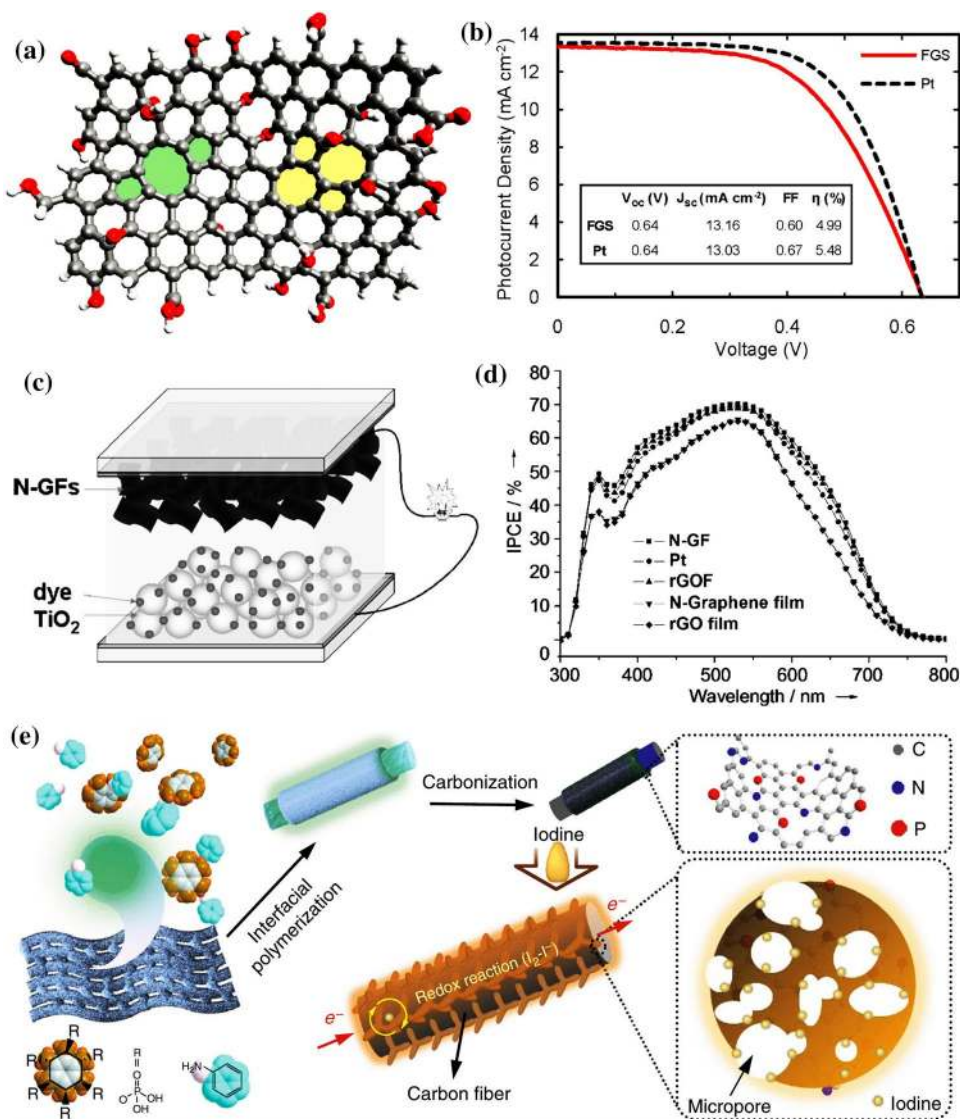 (a)
(b)
14
12
10
8
6
4
2
0
Photocurrent Density (mA cm⁻²)
FGS
Pt
V_OC (V) J_SC (mA cm⁻²) FF η (%)
FGS 0.64 13.16 0.60 4.99
Pt 0.64 13.03 0.67 5.48
0 0.2 0.4 0.6
Voltage (V)
(c)
N-GFs
dye
TiO₂
(d)
80
70
60
50
40
30
20
10
0
IPCE / % →
N-GF
Pt
rGOF
N-Graphene film
rGO film
300 400 500 600 700 800
Wavelength / nm →
(e)
Interfacial
polymerization
Carbonization
Iodine
C
N
P
e⁻
Redox reaction (I₂-I⁻)
e⁻
Carbon fiber
Micropore
Iodine
R
R
R
R
R
R
R
=
O
O
P
OH
OH
H₂N